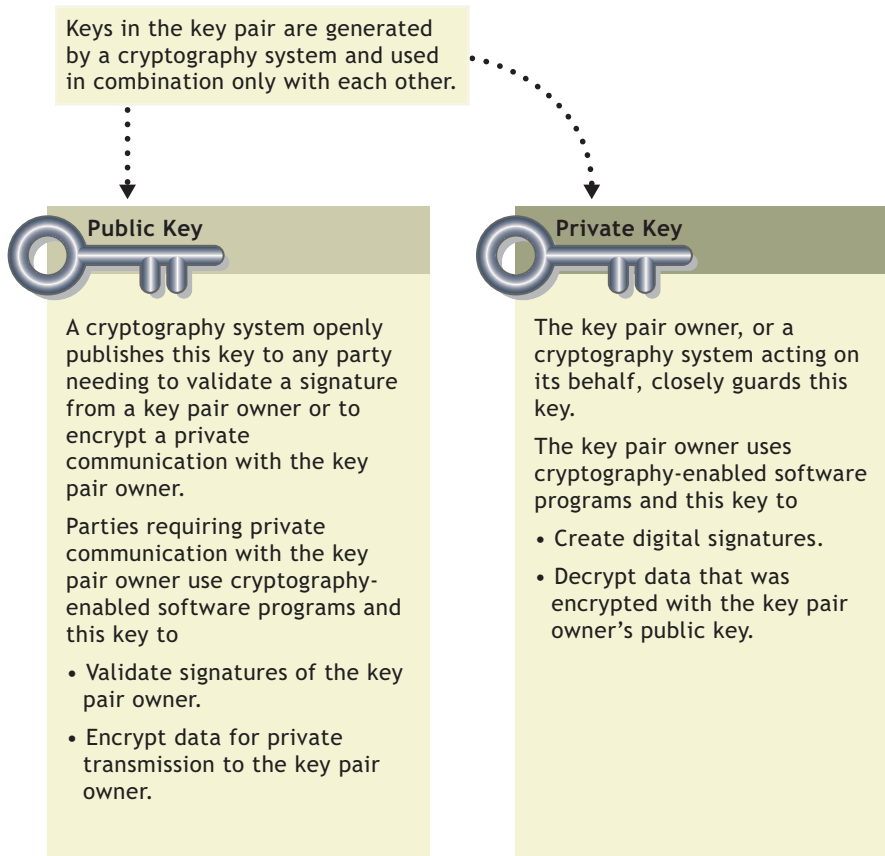 Keys in the key pair are generated
by a cryptography system and used
in combination only with each other.
Public Key
A cryptography system openly
publishes this key to any party
needing to validate a signature
from a key pair owner or to
encrypt a private
communication with the key
pair owner.
Parties requiring private
communication with the key
pair owner use cryptography-
enabled software programs and
this key to
• Validate signatures of the key
pair owner.
• Encrypt data for private
transmission to the key pair
owner.
Private Key
The key pair owner, or a
cryptography system acting on
its behalf, closely guards this
key.
The key pair owner uses
cryptography-enabled software
programs and this key to
• Create digital signatures.
• Decrypt data that was
encrypted with the key pair
owner’s public key.